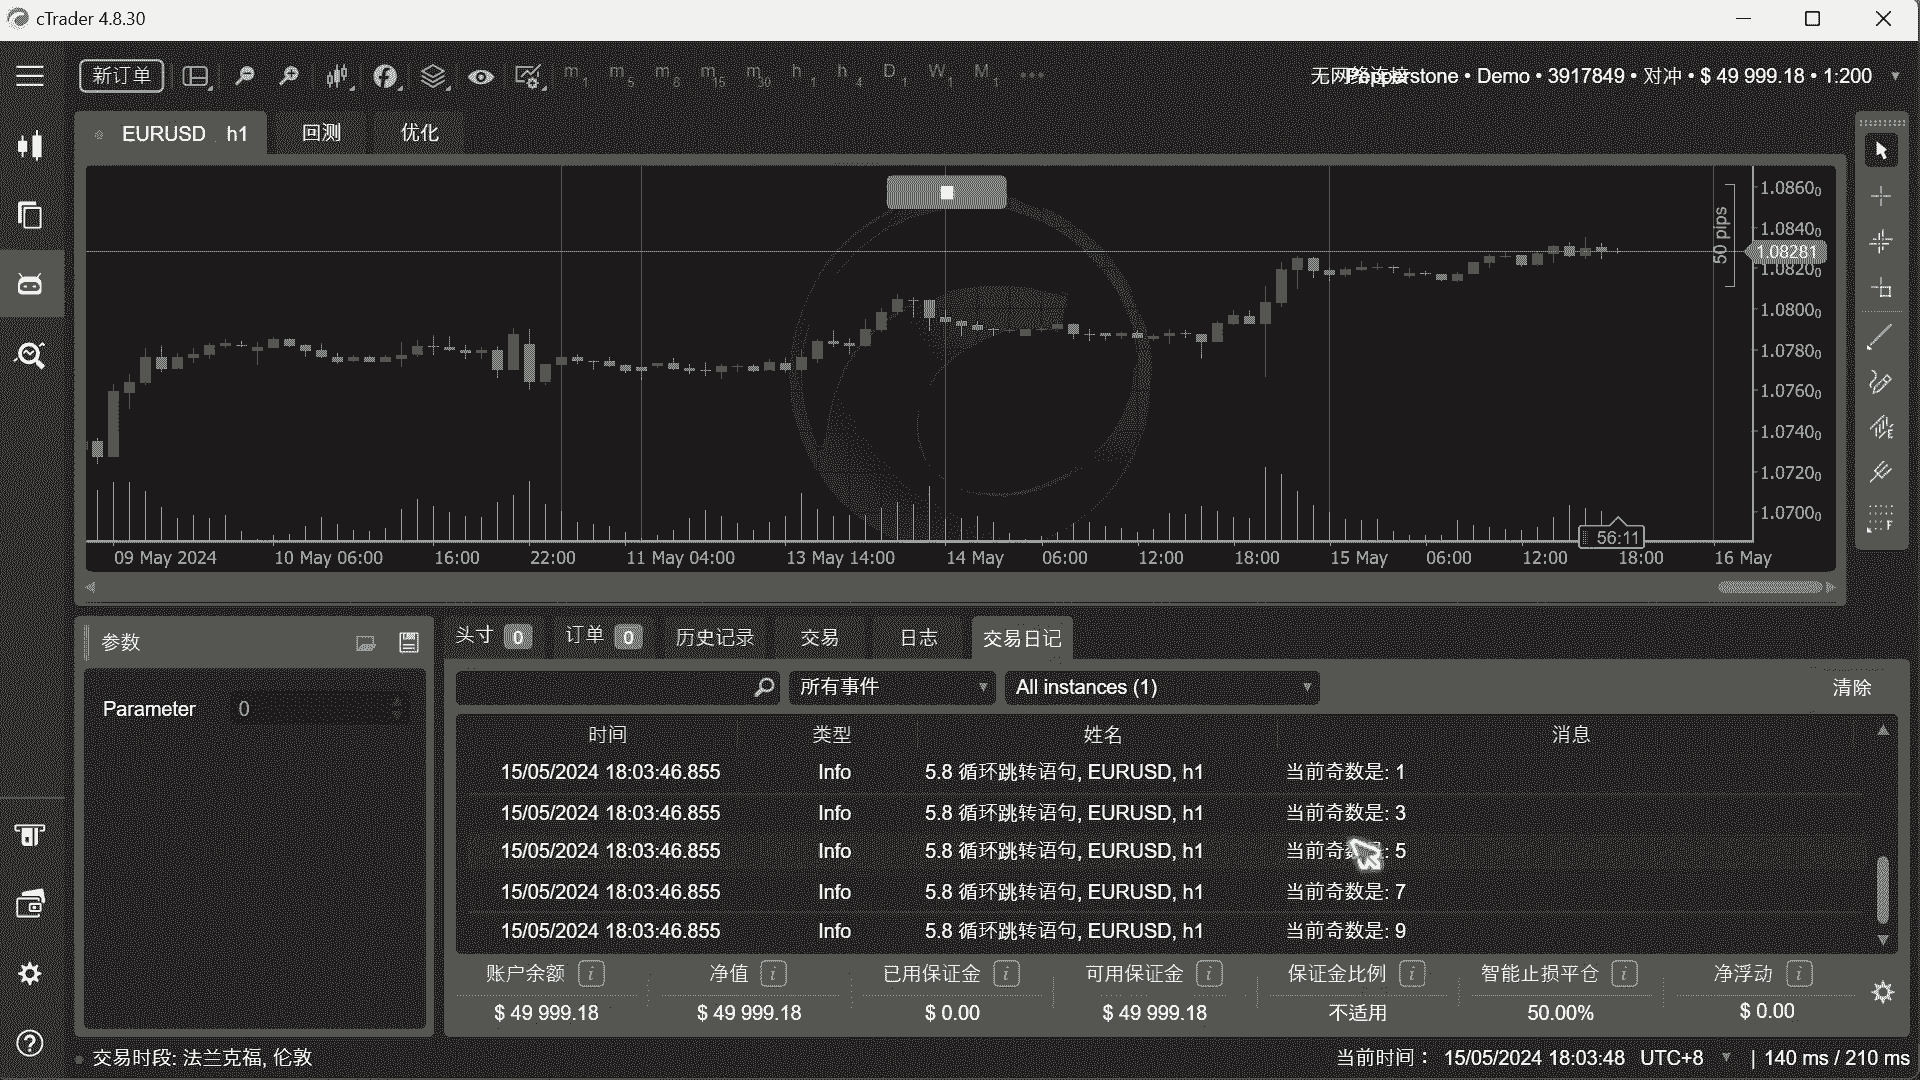 cTrader 4.8.30
新订单
m1 m5 m8 m15 m30 h1 h4 D1 W1 M1
Pepperstone • Demo • 3917849 • 对冲 • $ 49 999.18 • 1:200
EURUSD h1 回测 优化
50 pips
1.08600
1.08400
1.08281
1.08200
1.08000
1.07800
1.07600
1.07400
1.07200
1.07000
56:11
09 May 2024 10 May 06:00 16:00 22:00 11 May 04:00 13 May 14:00 14 May 06:00 12:00 18:00 15 May 06:00 12:00 18:00 16 May
参数
Parameter 0
头寸 0 订单 0 历史记录 交易 日志 交易日记
所有事件 All instances (1) 清除
时间 类型 姓名 消息
15/05/2024 18:03:46.855 Info 5.8 循环跳转语句, EURUSD, h1 当前奇数是: 1
15/05/2024 18:03:46.855 Info 5.8 循环跳转语句, EURUSD, h1 当前奇数是: 3
15/05/2024 18:03:46.855 Info 5.8 循环跳转语句, EURUSD, h1 当前奇 : 5
15/05/2024 18:03:46.855 Info 5.8 循环跳转语句, EURUSD, h1 当前奇数是: 7
15/05/2024 18:03:46.855 Info 5.8 循环跳转语句, EURUSD, h1 当前奇数是: 9
账户余额 净值 已用保证金 可用保证金 保证金比例 智能止损平仓 净浮动
$ 49 999.18 $ 49 999.18 $ 0.00 $ 49 999.18 不适用 50.00% $ 0.00
交易时段: 法兰克福, 伦敦
当前时间： 15/05/2024 18:03:48 UTC+8 | 140 ms / 210 ms